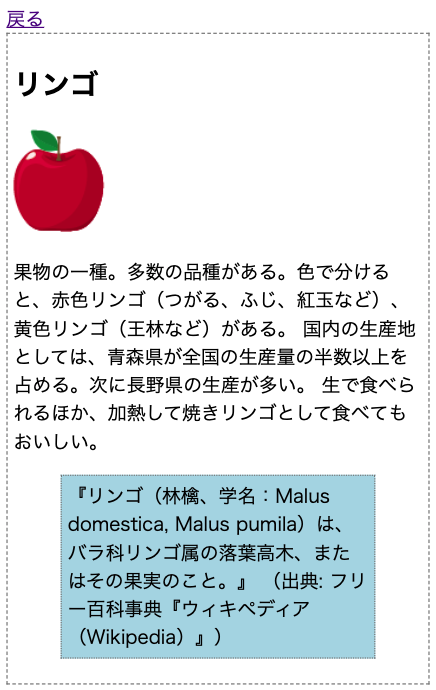 戻る
リンゴ
果物の一種。多数の品種がある。色で分ける
と、赤色リンゴ（つがる、ふじ、紅玉など）、
黄色リンゴ（王林など）がある。 国内の生産地
としては、青森県が全国の生産量の半数以上を
占める。次に長野県の生産が多い。 生で食べら
れるほか、加熱して焼きリンゴとして食べても
おいしい。
『リンゴ（林檎、学名：Malus
domestica, Malus pumila）は、
バラ科リンゴ属の落葉高木、また
はその果実のこと。』 （出典: フリ
ー百科事典『ウィキペディア
（Wikipedia）』）